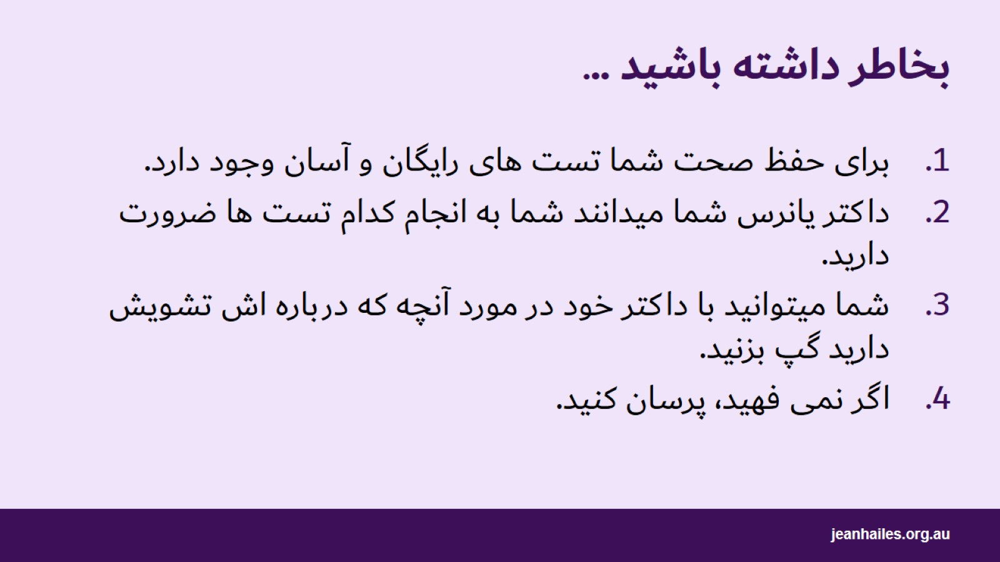 بخاطر داشته باشید ...
1. برای حفظ صحت شما تست های رایگان و آسان وجود دارد.
2. داکتر یانرس شما میدانند شما به انجام کدام تست ها ضرورت
دارید.
3. شما میتوانید با داکتر خود در مورد آنچه که درباره اش تشویش
دارید گپ بزنید.
4. اگر نمی فهید، پرسان کنید.
jeanhailes.org.au